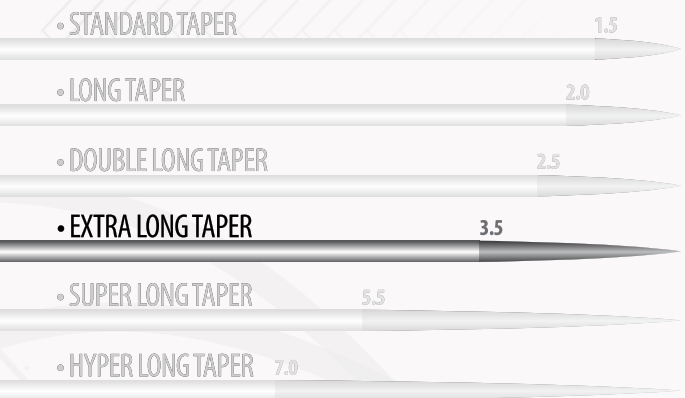 • STANDARD TAPER 1.5
• LONG TAPER 2.0
• DOUBLE LONG TAPER 2.5
• EXTRA LONG TAPER 3.5
• SUPER LONG TAPER 5.5
• HYPER LONG TAPER 7.0